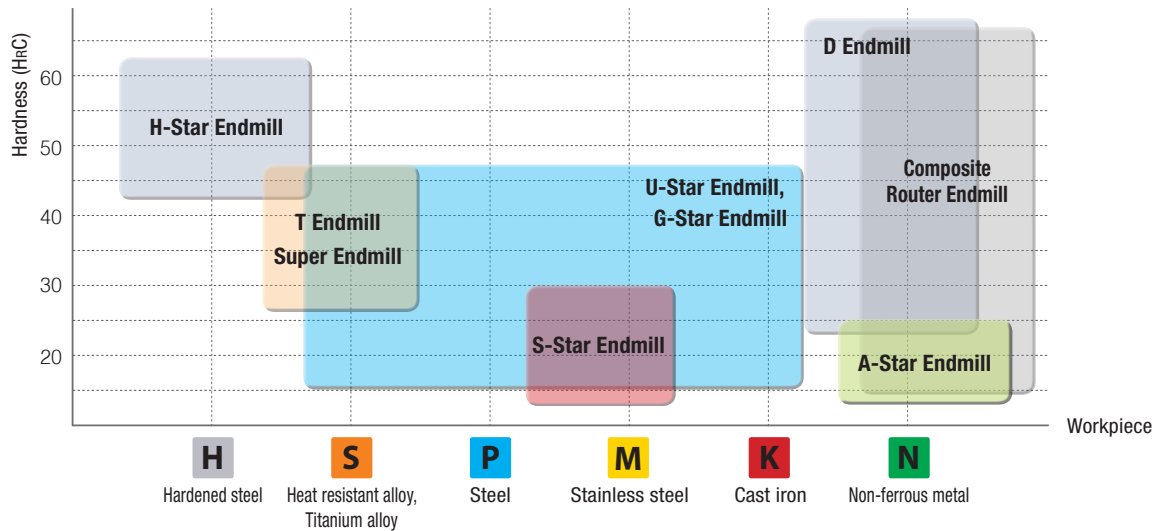 Hardness (HRC)
60
50
40
30
20
H-Star Endmill
T Endmill
Super Endmill
U-Star Endmill,
G-Star Endmill
S-Star Endmill
D Endmill
Composite
Router Endmill
A-Star Endmill
Workpiece
H
Hardened steel
S
Heat resistant alloy,
Titanium alloy
P
Steel
M
Stainless steel
K
Cast iron
N
Non-ferrous metal